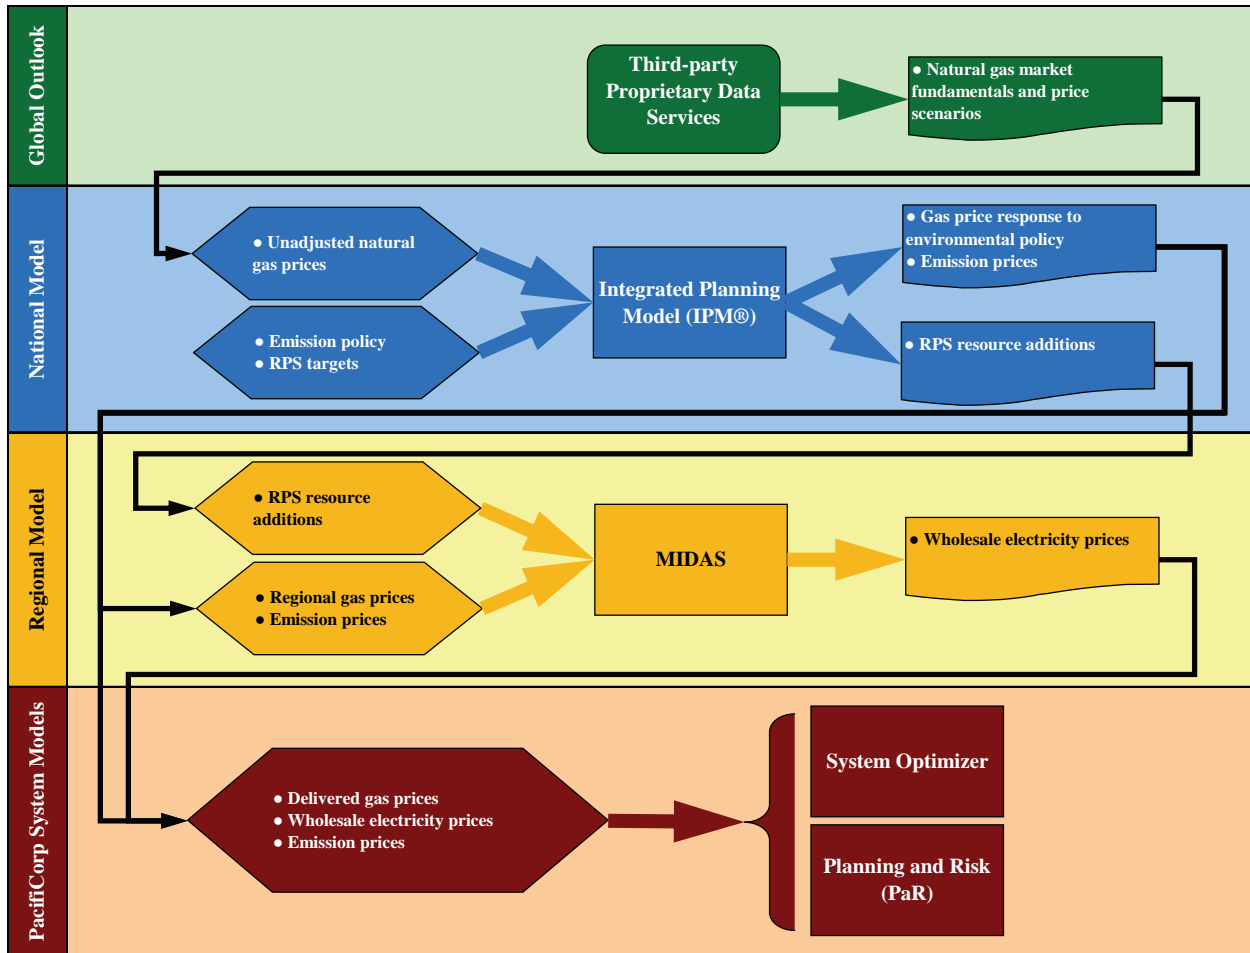 Global Outlook
Third-party
Proprietary Data
Services
● Natural gas market
fundamentals and price
scenarios
National Model
● Unadjusted natural
gas prices
● Emission policy
● RPS targets
Integrated Planning
Model (IPM®)
● Gas price response to
environmental policy
● Emission prices
● RPS resource additions
Regional Model
● RPS resource
additions
● Regional gas prices
● Emission prices
MIDAS
● Wholesale electricity prices
PacifiCorp System Models
● Delivered gas prices
● Wholesale electricity prices
● Emission prices
System Optimizer
Planning and Risk
(PaR)